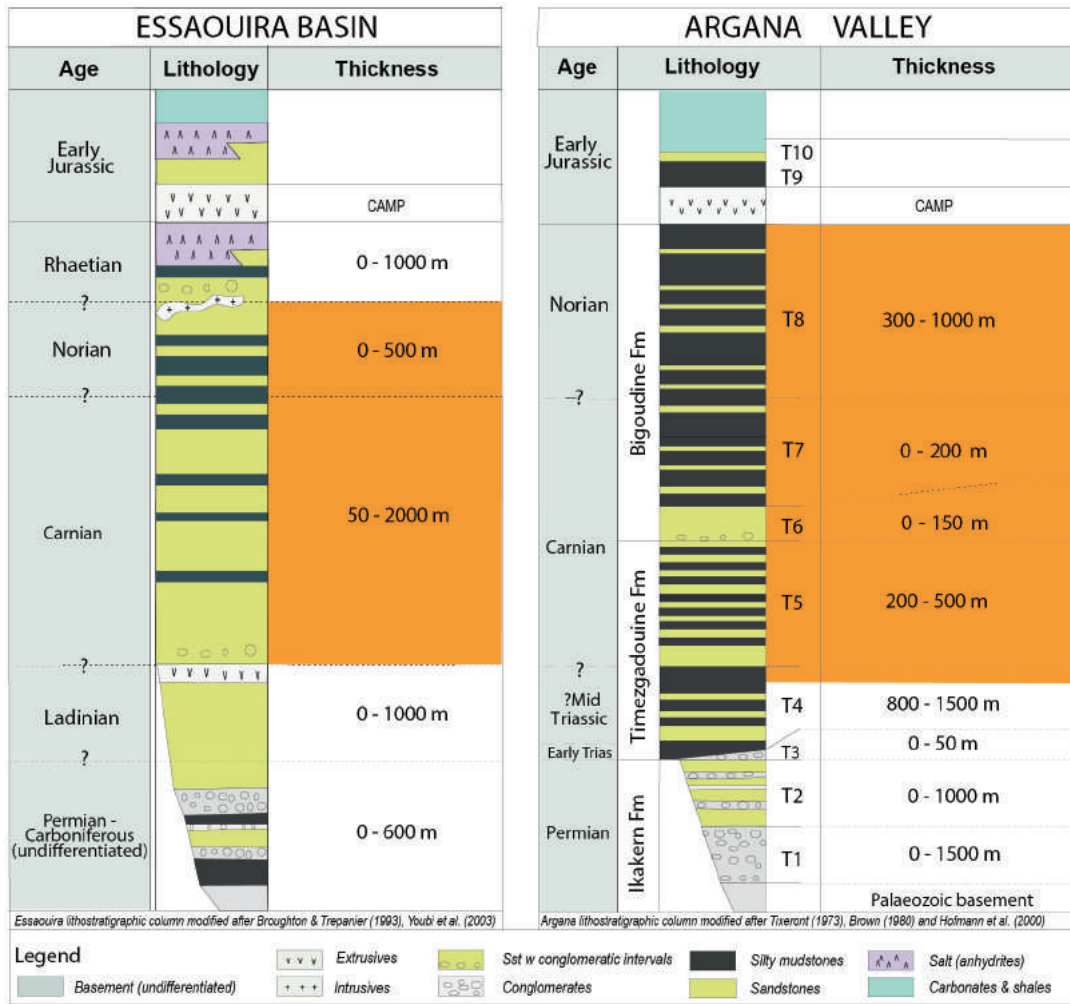 ESSAOUIRA BASIN
Age Lithology Thickness
Early
Jurassic
CAMP
Rhaetian
0 - 1000 m
?
Norian
0 - 500 m
?
Carnian
50 - 2000 m
?
Ladinian
0 - 1000 m
?
Permian -
Carboniferous
(undifferentiated)
0 - 600 m
Essaouira lithostratigraphic column modified after Broughton & Trepanier (1993), Youbi et al. (2003)
ARGANA VALLEY
Age Lithology Thickness
Early
Jurassic
T10
T9
CAMP
Norian
Bigoudine Fm
T8
300 - 1000 m
?
T7
0 - 200 m
T6
0 - 150 m
Carnian
Timezgadouine Fm
T5
200 - 500 m
?
?Mid
Triassic
T4
800 - 1500 m
Early Trias
T3
0 - 50 m
Permian
Ikakern Fm
T2
0 - 1000 m
T1
0 - 1500 m
Palaeozoic basement
Argana lithostratigraphic column modified after Tixeront (1973), Brown (1980) and Hofmann et al. (2000)
Legend
Basement (undifferentiated)
Extrusives
Intrusives
Sst w conglomeratic intervals
Conglomerates
Silty mudstones
Sandstones
Salt (anhydrites)
Carbonates & shales